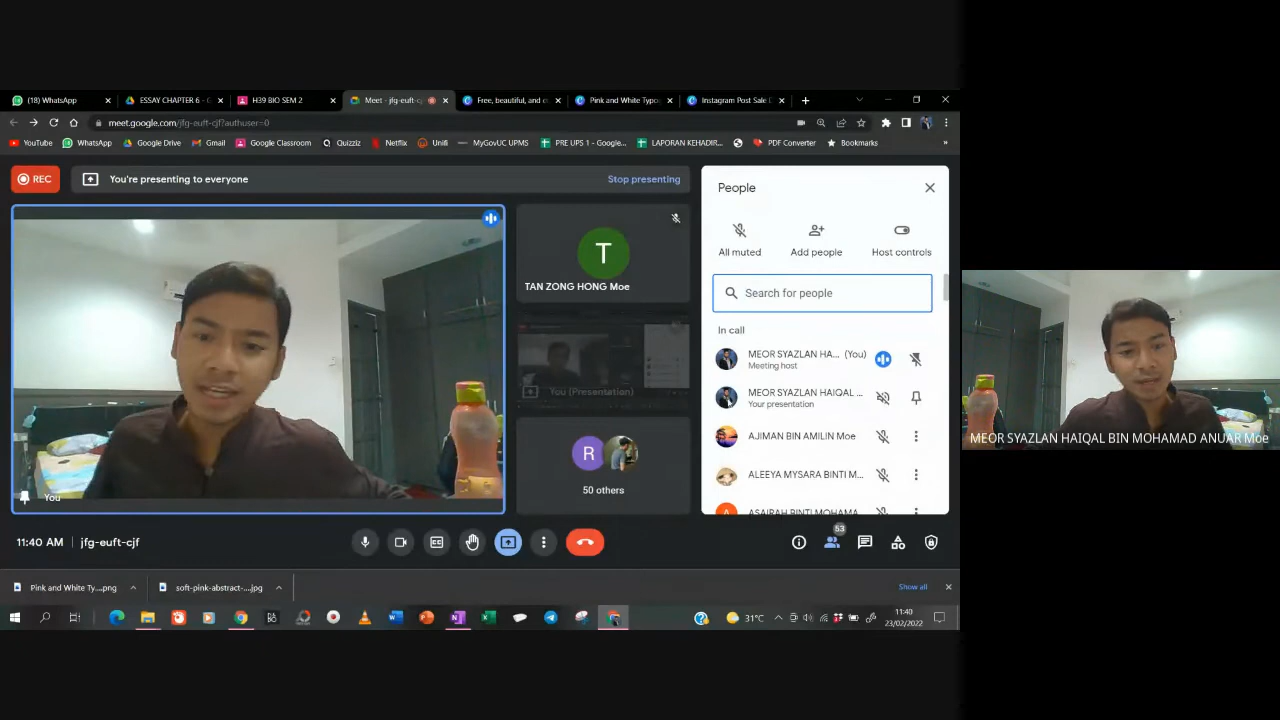 (18) WhatsApp
ESSAY CHAPTER 6 - G
H39 BIO SEM 2
Meet - jfg-euft-cj
Free, beautiful, and e
Pink and White Typo
Instagram Post Sale D
meet.google.com/jfg-euft-cjf?authuser=0
YouTube
WhatsApp
Google Drive
Gmail
Google Classroom
Quizziz
Netflix
Unifi
MyGovUC UPMS
PRE UPS 1 - Google...
LAPORAN KEHADIR...
PDF Converter
Bookmarks
REC
You're presenting to everyone
Stop presenting
T
TAN ZONG HONG Moe
You (Presentation)
R
50 others
You
People
All muted
Add people
Host controls
Search for people
In call
MEOR SYAZLAN HA... (You)
Meeting host
MEOR SYAZLAN HAIQAL ...
Your presentation
AJIMAN BIN AMILIN Moe
ALEEYA MYSARA BINTI M...
ASAIRAH BINTI MOHAMA...
MEOR SYAZLAN HAIQAL BIN MOHAMAD ANUAR Moe
11:40 AM | jfg-euft-cjf
53
Pink and White Ty....png
soft-pink-abstract-....jpg
Show all
31°C
11:40
23/02/2022